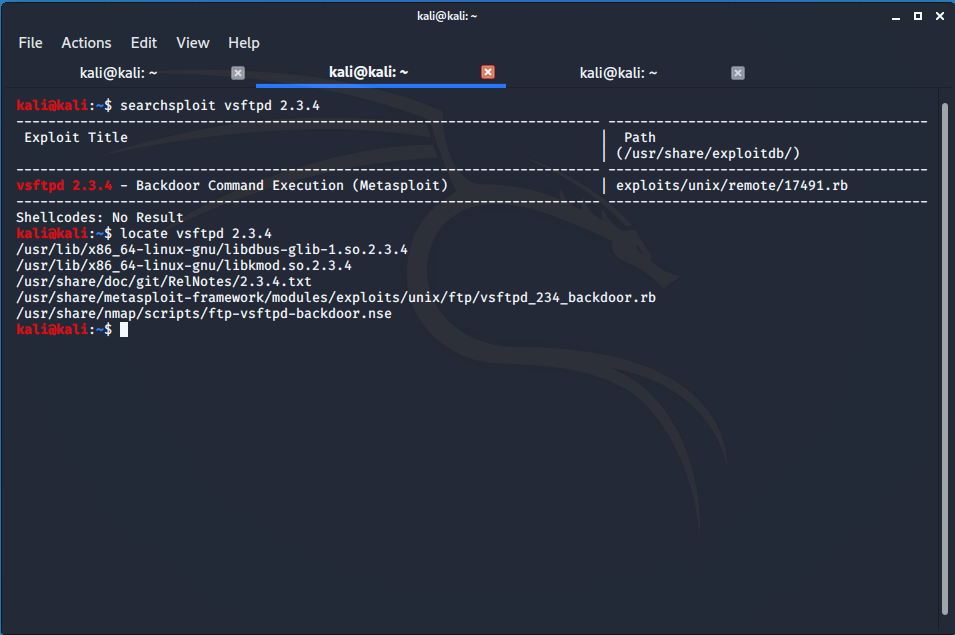 kali@kali: ~
File Actions Edit View Help
kali@kali: ~ kali@kali: ~ kali@kali: ~
kali@kali:~$ searchsploit vsftpd 2.3.4
------------------------------------------------------------------------- ----------------------------------------
Exploit Title | Path
| (/usr/share/exploitdb/)
------------------------------------------------------------------------- ----------------------------------------
vsftpd 2.3.4 - Backdoor Command Execution (Metasploit) | exploits/unix/remote/17491.rb
------------------------------------------------------------------------- ----------------------------------------
Shellcodes: No Result
kali@kali:~$ locate vsftpd 2.3.4
/usr/lib/x86_64-linux-gnu/libdbus-glib-1.so.2.3.4
/usr/lib/x86_64-linux-gnu/libkmod.so.2.3.4
/usr/share/doc/git/RelNotes/2.3.4.txt
/usr/share/metasploit-framework/modules/exploits/unix/ftp/vsftpd_234_backdoor.rb
/usr/share/nmap/scripts/ftp-vsftpd-backdoor.nse
kali@kali:~$